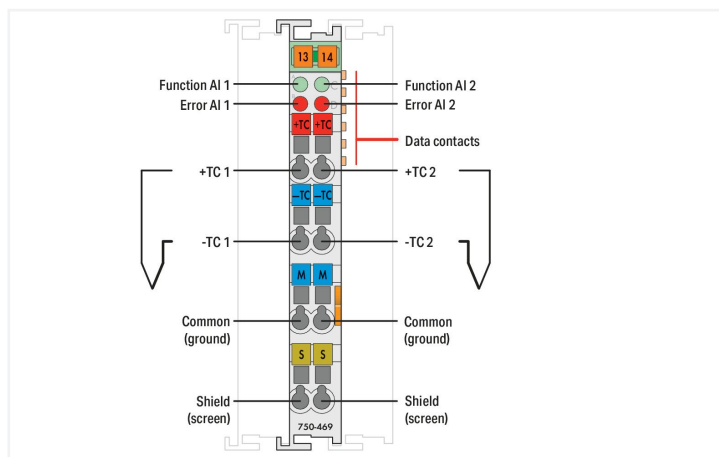 13 14
Function AI 1
Function AI 2
C
Error AI 1
Error AI 2
D
+TC +TC
Data contacts
+TC 1
+TC 2
–TC –TC
-TC 1
-TC 2
M M
Common
(ground)
Common
(ground)
S S
Shield
(screen)
Shield
(screen)
750-469